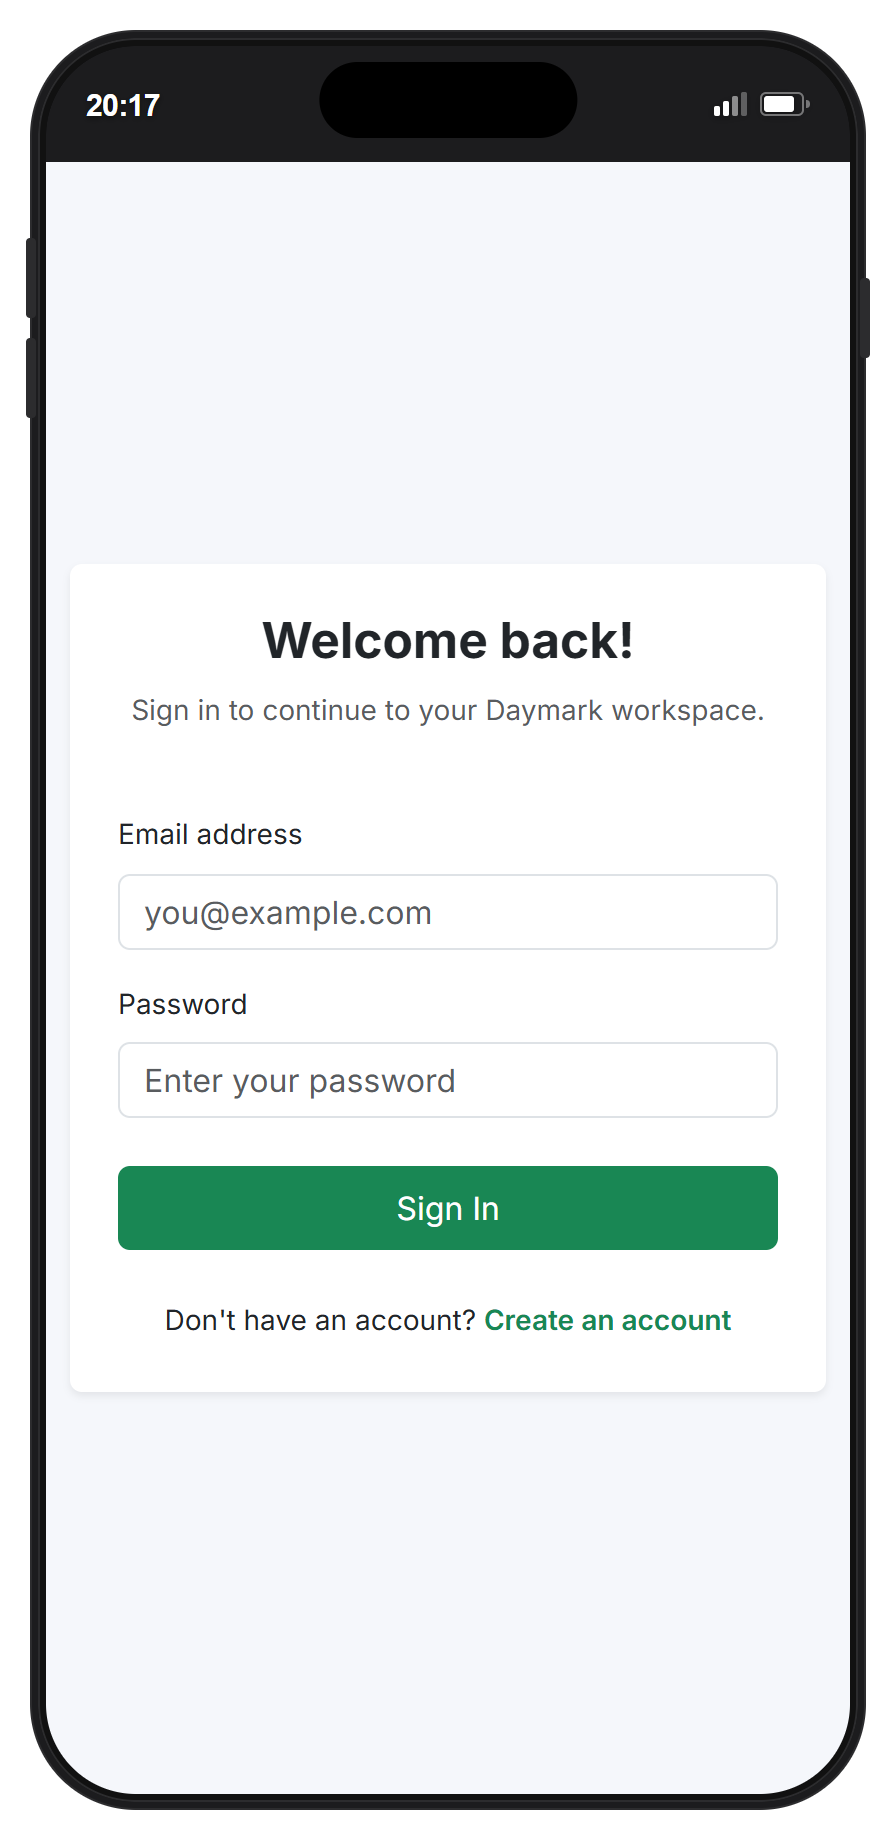 20:17
Welcome back!
Sign in to continue to your Daymark workspace.
Email address
you@example.com
Password
Enter your password
Sign In
Don't have an account? Create an account